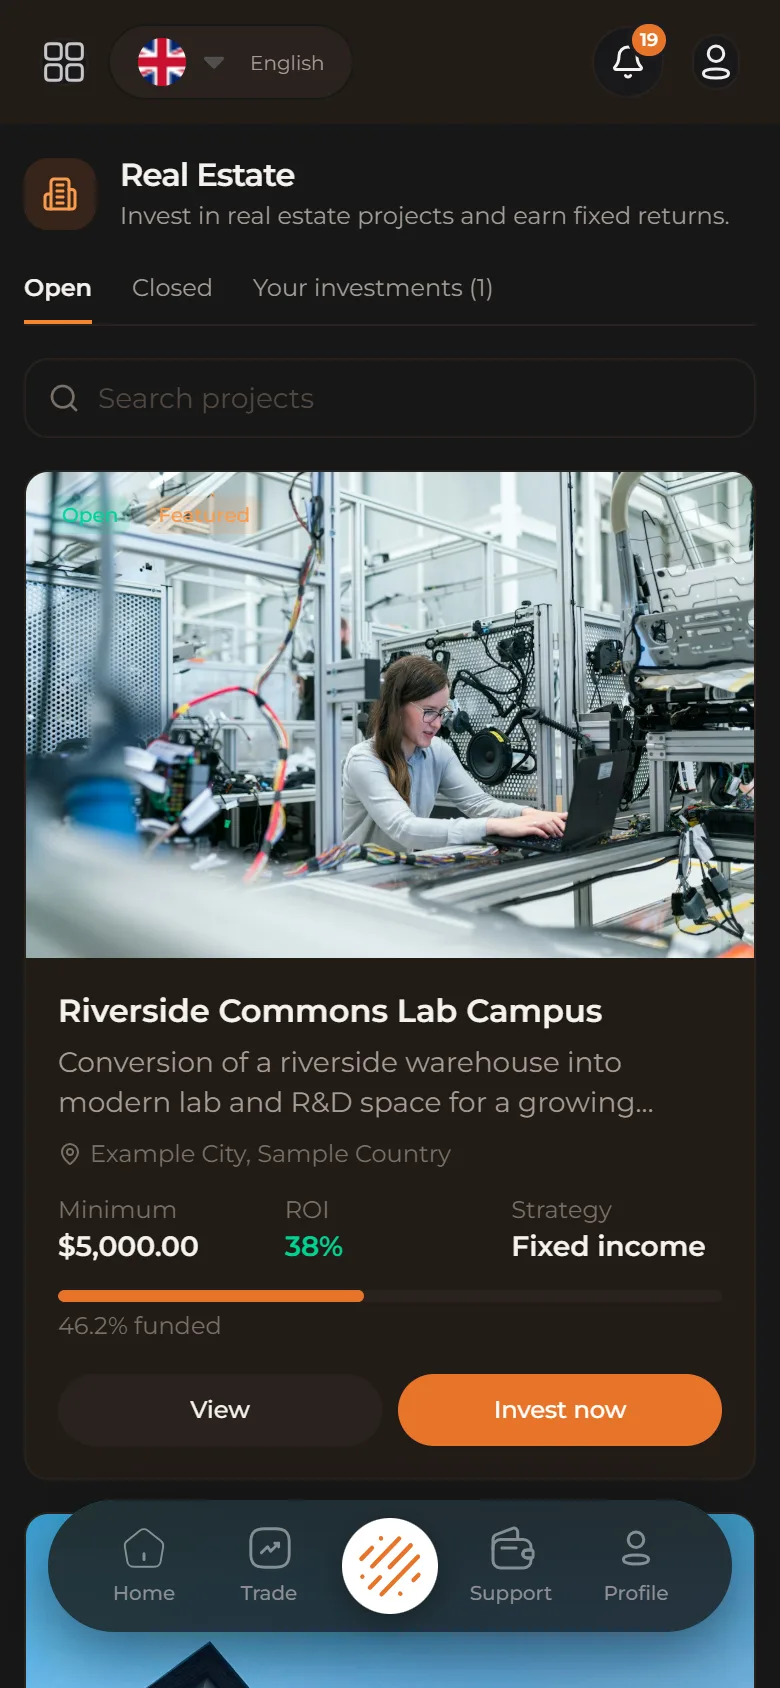 English
19
Real Estate
Invest in real estate projects and earn fixed returns.
Open Closed Your investments (1)
Search projects
Open Featured
Riverside Commons Lab Campus
Conversion of a riverside warehouse into
modern lab and R&D space for a growing...
Example City, Sample Country
Minimum ROI Strategy
$5,000.00 38% Fixed income
46.2% funded
View Invest now
Home Trade Support Profile